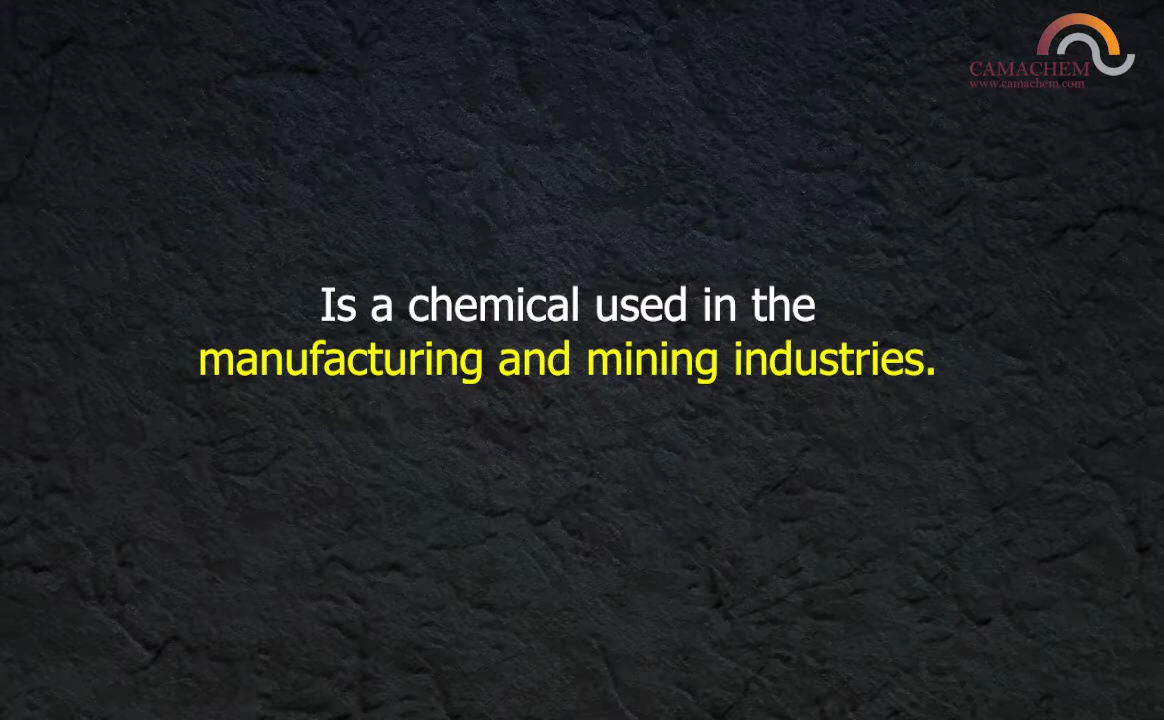 CAMACHEM
www.camachem.com
Is a chemical used in the
manufacturing and mining industries.